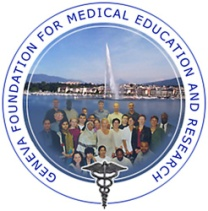 GENEVA FOUNDATION FOR MEDICAL EDUCATION AND RESEARCH